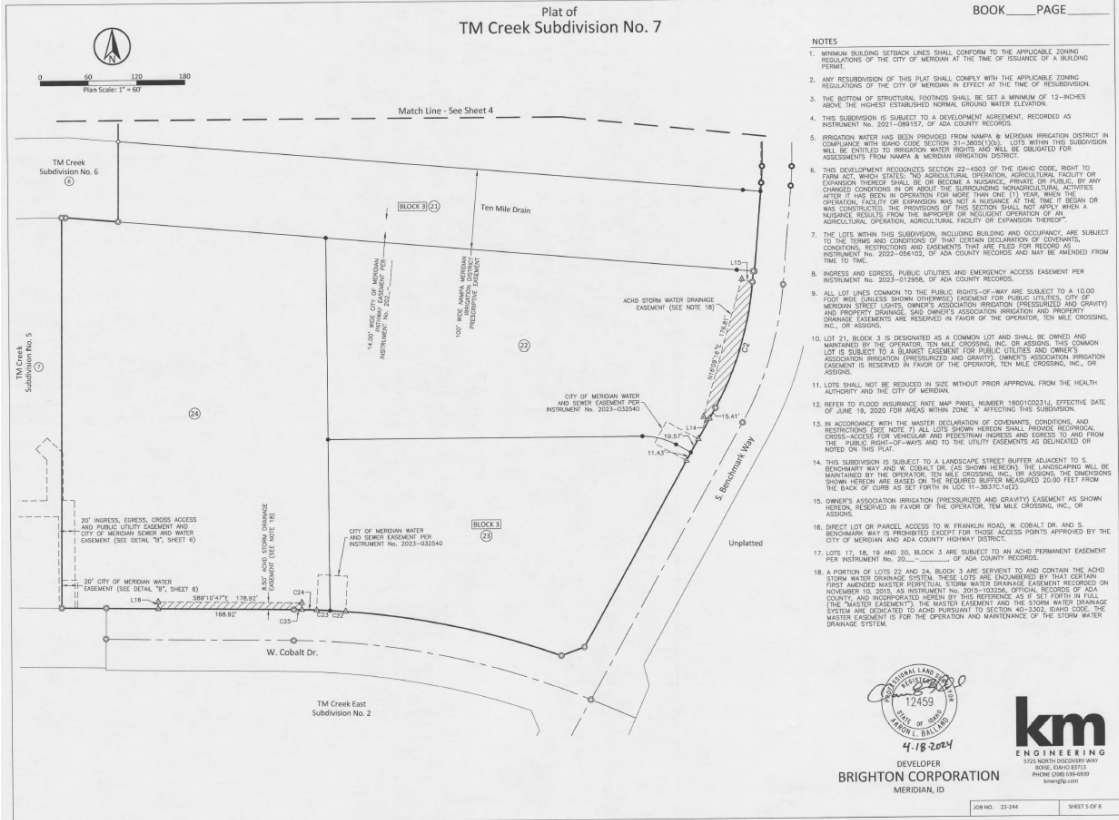 Plat of
TM Creek Subdivision No. 7
BOOK_____PAGE_______
N
0 60 120 180
Plan Scale: 1" = 60'
Match Line - See Sheet 4
TM Creek
Subdivision No. 6
8
BLOCK 3 21
Ten Mile Drain
14.00' WIDE CITY OF MERIDIAN
PATHWAY EASEMENT PER
INSTRUMENT No. 202_-
100' WIDE NAMPA MERIDIAN
IRRIGATION DISTRICT
PRESCRIPTIVE EASEMENT
L15
ACHD STORM WATER DRAINAGE
EASEMENT (SEE NOTE 18)
176.81'
C2
TM Creek
Subdivision No. 5
7
22
24
CITY OF MERIDIAN WATER
AND SEWER EASEMENT PER
INSTRUMENT No. 2023-032540
15.41'
L14
19.57'
11.43'
S. Benchmark Way
Unplatted
20' INGRESS, EGRESS, CROSS ACCESS
AND PUBLIC UTILITY EASEMENT AND
CITY OF MERIDIAN SEWER AND WATER
EASEMENT (SEE DETAIL "B", SHEET 6)
8.50' ACHD STORM DRAINAGE
EASEMENT (SEE NOTE 18)
CITY OF MERIDIAN WATER
AND SEWER EASEMENT PER
INSTRUMENT No. 2023-032540
BLOCK 3
23
20' CITY OF MERIDIAN WATER
EASEMENT (SEE DETAIL "B", SHEET 6)
L16
S89°10'47"E 178.92'
168.92'
C24
C25
C23
C22
W. Cobalt Dr.
TM Creek East
Subdivision No. 2
NOTES
1. MINIMUM BUILDING SETBACK LINES SHALL CONFORM TO THE APPLICABLE ZONING
REGULATIONS OF THE CITY OF MERIDIAN AT THE TIME OF ISSUANCE OF A BUILDING
PERMIT.
2. ANY RESUBDIVISION OF THIS PLAT SHALL COMPLY WITH THE APPLICABLE ZONING
REGULATIONS OF THE CITY OF MERIDIAN IN EFFECT AT THE TIME OF RESUBDIVISION.
3. THE BOTTOM OF STRUCTURAL FOOTINGS SHALL BE SET A MINIMUM OF 12-INCHES
ABOVE THE HIGHEST ESTABLISHED NORMAL GROUND WATER ELEVATION.
4. THIS SUBDIVISION IS SUBJECT TO A DEVELOPMENT AGREEMENT, RECORDED AS
INSTRUMENT No. 2021-089157, OF ADA COUNTY RECORDS.
5. IRRIGATION WATER HAS BEEN PROVIDED FROM NAMPA & MERIDIAN IRRIGATION DISTRICT IN
COMPLIANCE WITH IDAHO CODE SECTION 31-3805(1)(b). LOTS WITHIN THIS SUBDIVISION
WILL BE ENTITLED TO IRRIGATION WATER RIGHTS AND WILL BE OBLIGATED FOR
ASSESSMENTS FROM NAMPA & MERIDIAN IRRIGATION DISTRICT.
6. THIS DEVELOPMENT RECOGNIZES SECTION 22-4503 OF THE IDAHO CODE, RIGHT TO
FARM ACT, WHICH STATES: "NO AGRICULTURAL OPERATION, AGRICULTURAL FACILITY OR
EXPANSION THEREOF SHALL BE OR BECOME A NUISANCE, PRIVATE OR PUBLIC, BY ANY
CHANGED CONDITIONS IN OR ABOUT THE SURROUNDING NONAGRICULTURAL ACTIVITIES
AFTER IT HAS BEEN IN OPERATION FOR MORE THAN ONE (1) YEAR, WHEN THE
OPERATION, FACILITY OR EXPANSION WAS NOT A NUISANCE AT THE TIME IT BEGAN OR
WAS CONSTRUCTED. THE PROVISIONS OF THIS SECTION SHALL NOT APPLY WHEN A
NUISANCE RESULTS FROM THE IMPROPER OR NEGLIGENT OPERATION OF AN
AGRICULTURAL OPERATION, AGRICULTURAL FACILITY OR EXPANSION THEREOF".
7. THE LOTS WITHIN THIS SUBDIVISION, INCLUDING BUILDING AND OCCUPANCY, ARE SUBJECT
TO THE TERMS AND CONDITIONS OF THAT CERTAIN DECLARATION OF COVENANTS,
CONDITIONS, RESTRICTIONS AND EASEMENTS THAT ARE FILED FOR RECORD AS
INSTRUMENT No. 2022-056102, OF ADA COUNTY RECORDS AND MAY BE AMENDED FROM
TIME TO TIME.
8. INGRESS AND EGRESS, PUBLIC UTILITIES AND EMERGENCY ACCESS EASEMENT PER
INSTRUMENT No. 2023-012958, OF ADA COUNTY RECORDS.
9. ALL LOT LINES COMMON TO THE PUBLIC RIGHTS-OF-WAY ARE SUBJECT TO A 10.00
FOOT WIDE (UNLESS SHOWN OTHERWISE) EASEMENT FOR PUBLIC UTILITIES, CITY OF
MERIDIAN STREET LIGHTS, OWNER'S ASSOCIATION IRRIGATION (PRESSURIZED AND GRAVITY)
AND PROPERTY DRAINAGE. SAID OWNER'S ASSOCIATION IRRIGATION AND PROPERTY
DRAINAGE EASEMENTS ARE RESERVED IN FAVOR OF THE OPERATOR, TEN MILE CROSSING,
INC., OR ASSIGNS.
10. LOT 21, BLOCK 3 IS DESIGNATED AS A COMMON LOT AND SHALL BE OWNED AND
MAINTAINED BY THE OPERATOR, TEN MILE CROSSING, INC. OR ASSIGNS. THIS COMMON
LOT IS SUBJECT TO A BLANKET EASEMENT FOR PUBLIC UTILITIES AND OWNER'S
ASSOCIATION IRRIGATION (PRESSURIZED AND GRAVITY). OWNER'S ASSOCIATION IRRIGATION
EASEMENT IS RESERVED IN FAVOR OF THE OPERATOR, TEN MILE CROSSING, INC., OR
ASSIGNS.
11. LOTS SHALL NOT BE REDUCED IN SIZE WITHOUT PRIOR APPROVAL FROM THE HEALTH
AUTHORITY AND THE CITY OF MERIDIAN.
12. REFER TO FLOOD INSURANCE RATE MAP PANEL NUMBER 16001C0231J, EFFECTIVE DATE
OF JUNE 19, 2020 FOR AREAS WITHIN ZONE 'A' AFFECTING THIS SUBDIVISION.
13. IN ACCORDANCE WITH THE MASTER DECLARATION OF COVENANTS, CONDITIONS, AND
RESTRICTIONS (SEE NOTE 7) ALL LOTS SHOWN HEREON SHALL PROVIDE RECIPROCAL
CROSS-ACCESS FOR VEHICULAR AND PEDESTRIAN INGRESS AND EGRESS TO AND FROM
THE PUBLIC RIGHT-OF-WAYS AND TO THE UTILITY EASEMENTS AS DELINEATED OR
NOTED ON THIS PLAT.
14. THIS SUBDIVISION IS SUBJECT TO A LANDSCAPE STREET BUFFER ADJACENT TO S.
BENCHMARY WAY AND W. COBALT DR. (AS SHOWN HEREON). THE LANDSCAPING WILL BE
MAINTAINED BY THE OPERATOR, TEN MILE CROSSING, INC., OR ASSIGNS. THE DIMENSIONS
SHOWN HEREON ARE BASED ON THE REQUIRED BUFFER MEASURED 20.00 FEET FROM
THE BACK OF CURB AS SET FORTH IN UDC 11-3B37C.1a(2).
15. OWNER'S ASSOCIATION IRRIGATION (PRESSURIZED AND GRAVITY) EASEMENT AS SHOWN
HEREON, RESERVED IN FAVOR OF THE OPERATOR, TEM MILE CROSSING, INC., OR
ASSIGNS.
16. DIRECT LOT OR PARCEL ACCESS TO W. FRANKLIN ROAD, W. COBALT DR. AND S.
BENCHMARK WAY IS PROHIBITED EXCEPT FOR THOSE ACCESS POINTS APPROVED BY THE
CITY OF MERIDIAN AND ADA COUNTY HIGHWAY DISTRICT.
17. LOTS 17, 18, 19 AND 20, BLOCK 3 ARE SUBJECT TO AN ACHD PERMANENT EASEMENT
PER INSTRUMENT No. 20__-______, OF ADA COUNTY RECORDS.
18. A PORTION OF LOTS 22 AND 24, BLOCK 3 ARE SERVIENT TO AND CONTAIN THE ACHD
STORM WATER DRAINAGE SYSTEM. THESE LOTS ARE ENCUMBERED BY THAT CERTAIN
FIRST AMENDED MASTER PERPETUAL STORM WATER DRAINAGE EASEMENT RECORDED ON
NOVEMBER 10, 2015, AS INSTRUMENT No. 2015-103256, OFFICIAL RECORDS OF ADA
COUNTY, AND INCORPORATED HEREIN BY THIS REFERENCE AS IF SET FORTH IN FULL
(THE "MASTER EASEMENT"). THE MASTER EASEMENT AND THE STORM WATER DRAINAGE
SYSTEM ARE DEDICATED TO ACHD PURSUANT TO SECTION 40-2302, IDAHO CODE. THE
MASTER EASEMENT IS FOR THE OPERATION AND MAINTENANCE OF THE STORM WATER
DRAINAGE SYSTEM.
PROFESSIONAL LAND SURVEYOR
REGISTERED
12459
STATE OF IDAHO
AARON L. BALLARD
4.18.2024
DEVELOPER
BRIGHTON CORPORATION
MERIDIAN, ID
km
ENGINEERING
5725 NORTH DISCOVERY WAY
BOISE, IDAHO 83713
PHONE (208) 639-6939
kmengllp.com
JOB NO. 22-244
SHEET 5 OF 8